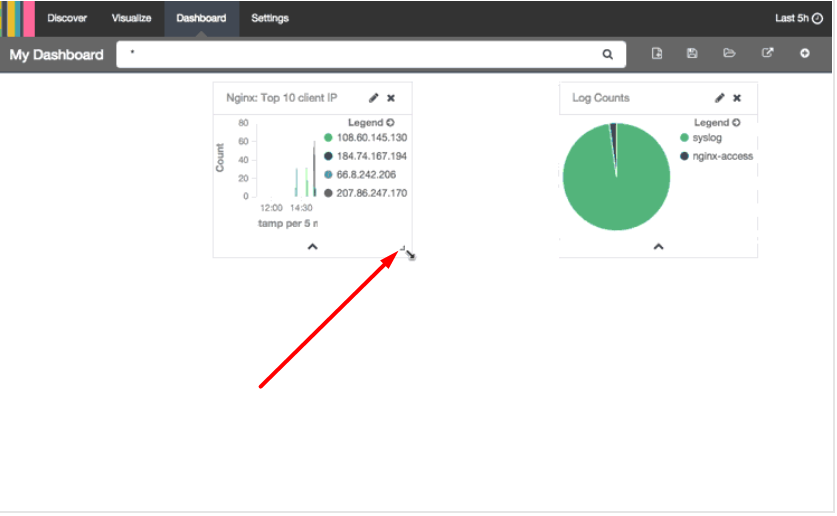 Discover Visualize Dashboard Settings Last 5h
My Dashboard *
Nginx: Top 10 client IP
Legend
80
60
40
20
0
Count
108.60.145.130
184.74.167.194
66.8.242.206
207.86.247.170
12:00 14:30
tamp per 5 m
Log Counts
Legend
syslog
nginx-access